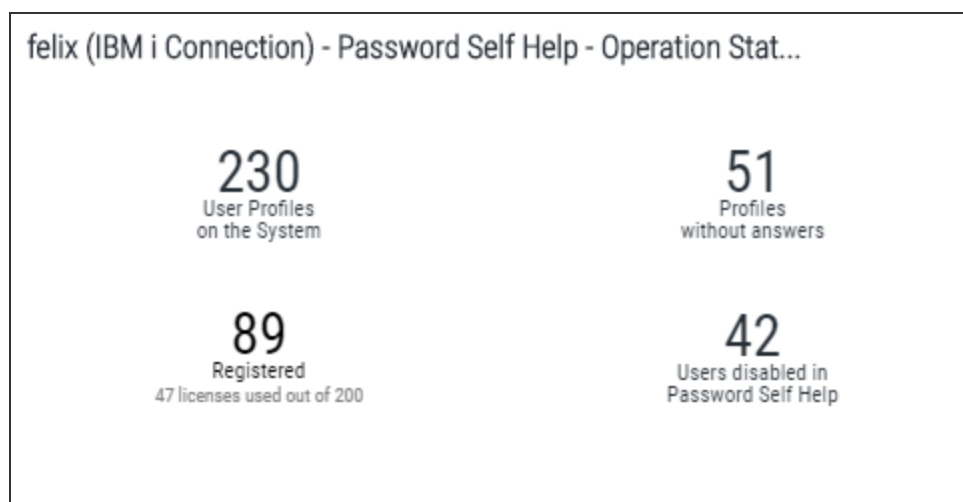 felix (IBM i Connection) - Password Self Help - Operation Stat...
230
User Profiles
on the System
51
Profiles
without answers
89
Registered
47 licenses used out of 200
42
Users disabled in
Password Self Help